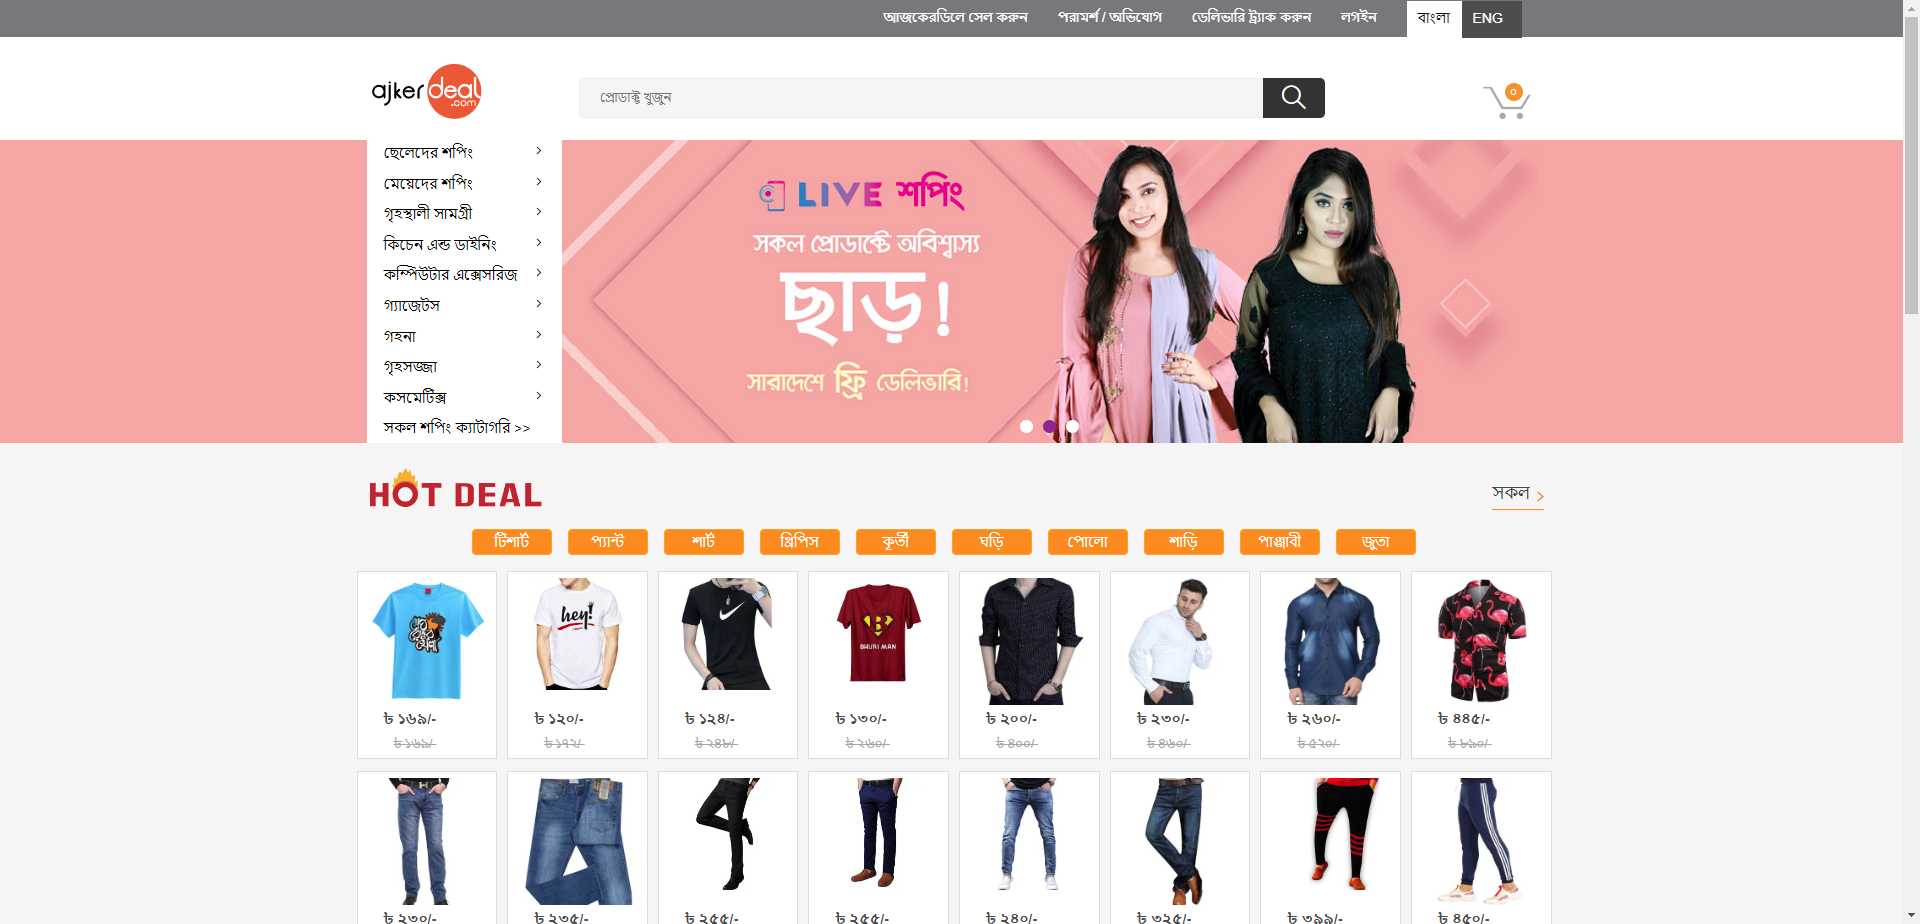 আজকেরডিলে সেল করুন পরামর্শ / অভিযোগ ডেলিভারি ট্র্যাক করুন লগইন বাংলা ENG
ajkerdeal
.com
প্রোডাক্ট খুজুন
০
ছেলেদের শপিং
মেয়েদের শপিং
গৃহস্থালী সামগ্রী
কিচেন এন্ড ডাইনিং
কম্পিউটার এক্সেসরিজ
গ্যাজেটস
গহনা
গৃহসজ্জা
কসমেটিক্স
সকল শপিং ক্যাটাগরি >>
LIVE শপিং
সকল প্রোডাক্টে অবিশ্বাস্য
ছাড়!
সারাদেশে ফ্রি ডেলিভারি!
HOT DEAL
সকল
টিশার্ট প্যান্ট শার্ট থ্রিপিস কূর্তী ঘড়ি পোলো শাড়ি পাঞ্জাবী জুতা
hey!
BHURI MAN
৳ ১৬৯/- ৳ ১২০/- ৳ ১২৪/- ৳ ১৩০/- ৳ ২০০/- ৳ ২৩০/- ৳ ২৬০/- ৳ ৪৪৫/-
৳ ১৬৯/- ৳ ১৭২/- ৳ ২৪৮/- ৳ ২৬০/- ৳ ৪০০/- ৳ ৪৬০/- ৳ ৫২০/- ৳ ৮৯০/-
৳ ২৩০/- ৳ ২৩৫/- ৳ ২৫৫/- ৳ ২৫৫/- ৳ ২৪০/- ৳ ৩২৫/- ৳ ৩৯৯/- ৳ ৪৫০/-